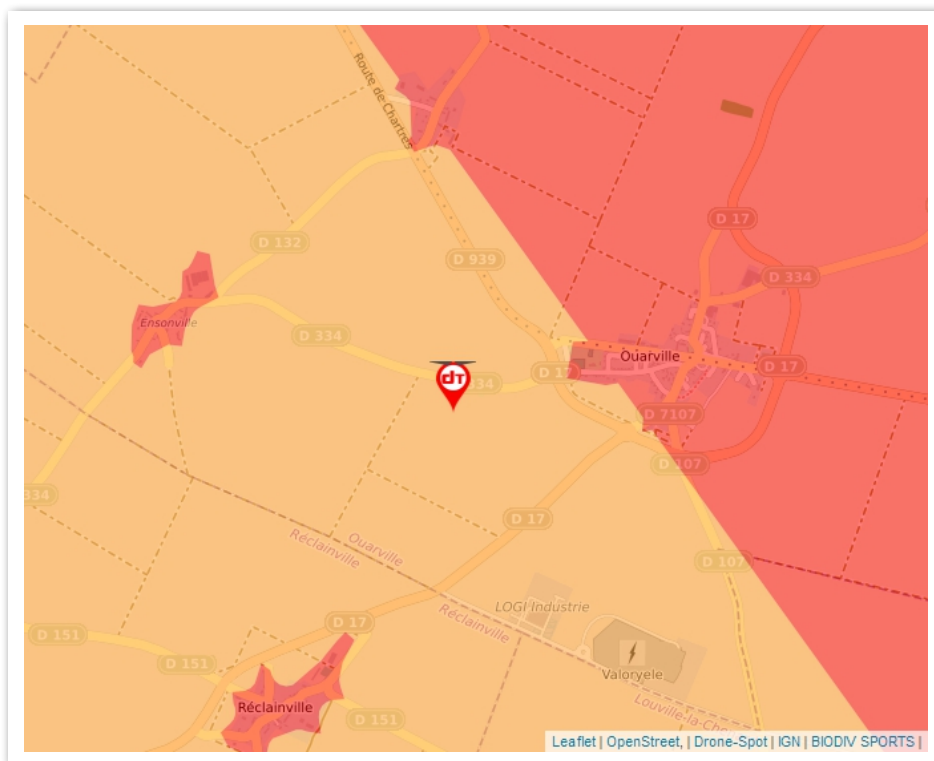 Route de Chartres
D 17
D 132
D 939
D 334
Ensonville
D 334
Ouarville
D 17
D 17
dT
34
D 7107
D 107
334
D 17
Ouarville
Réclainville
D 107
LOGI Industrie
Réclainville
D 17
D 151
D 151
Valoryele
Réclainville
Louville-la-Che
D 151
Leaflet | OpenStreet, | Drone-Spot | IGN | BIODIV SPORTS |